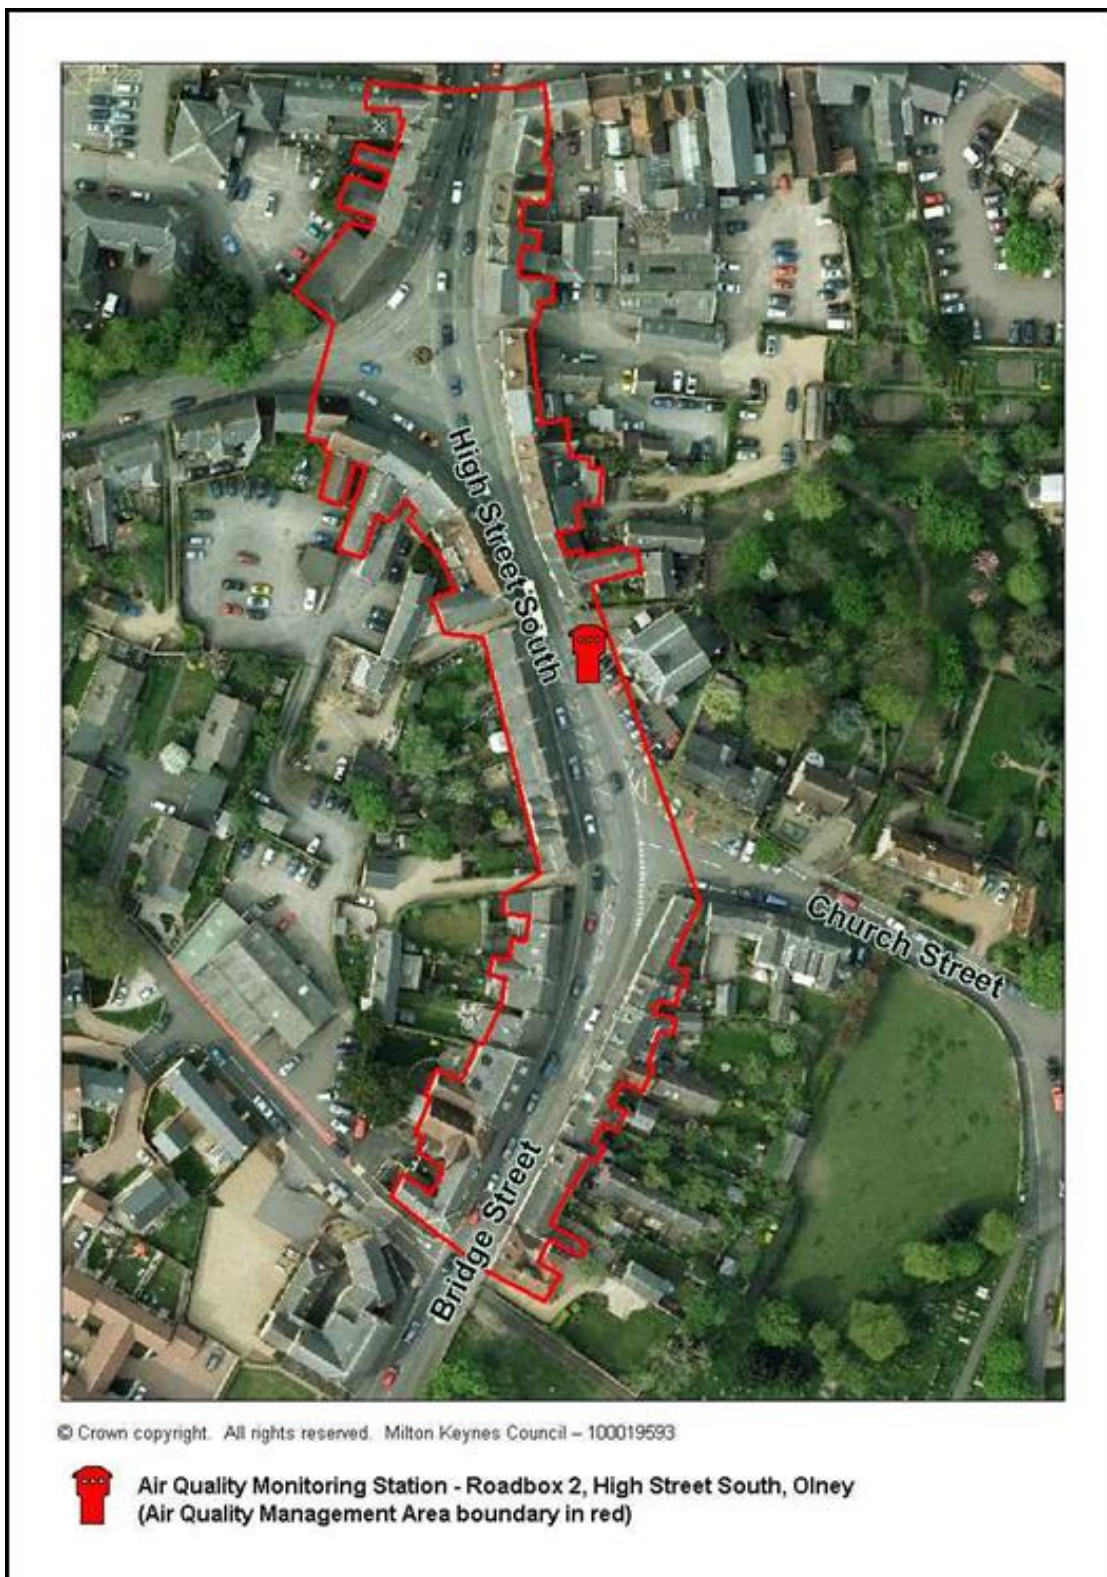 High Street South
Church Street
Bridge Street
© Crown copyright. All rights reserved. Milton Keynes Council – 100019593
Air Quality Monitoring Station - Roadbox 2, High Street South, Olney
(Air Quality Management Area boundary in red)